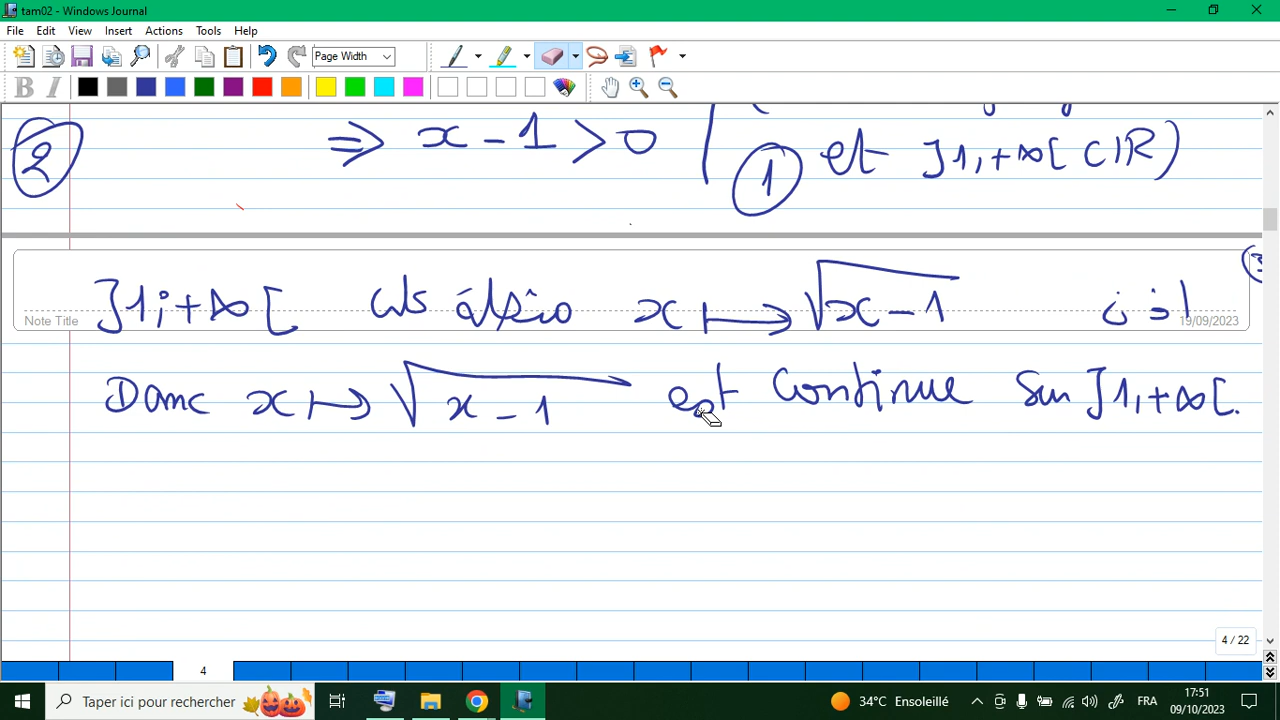 tam02 - Windows Journal
File Edit View Insert Actions Tools Help
Page Width
B I
② ⇒ x - 1 > 0
① et ]1,+∞[ ⊂ ℝ)
]1;+∞[ x ⟼ √x-1 إذن
Note Title 19/09/2023
Donc x ⟼ √x-1 est continue sur ]1,+∞[.
4 / 22
4
Taper ici pour rechercher
34°C Ensoleillé
FRA
17:51
09/10/2023